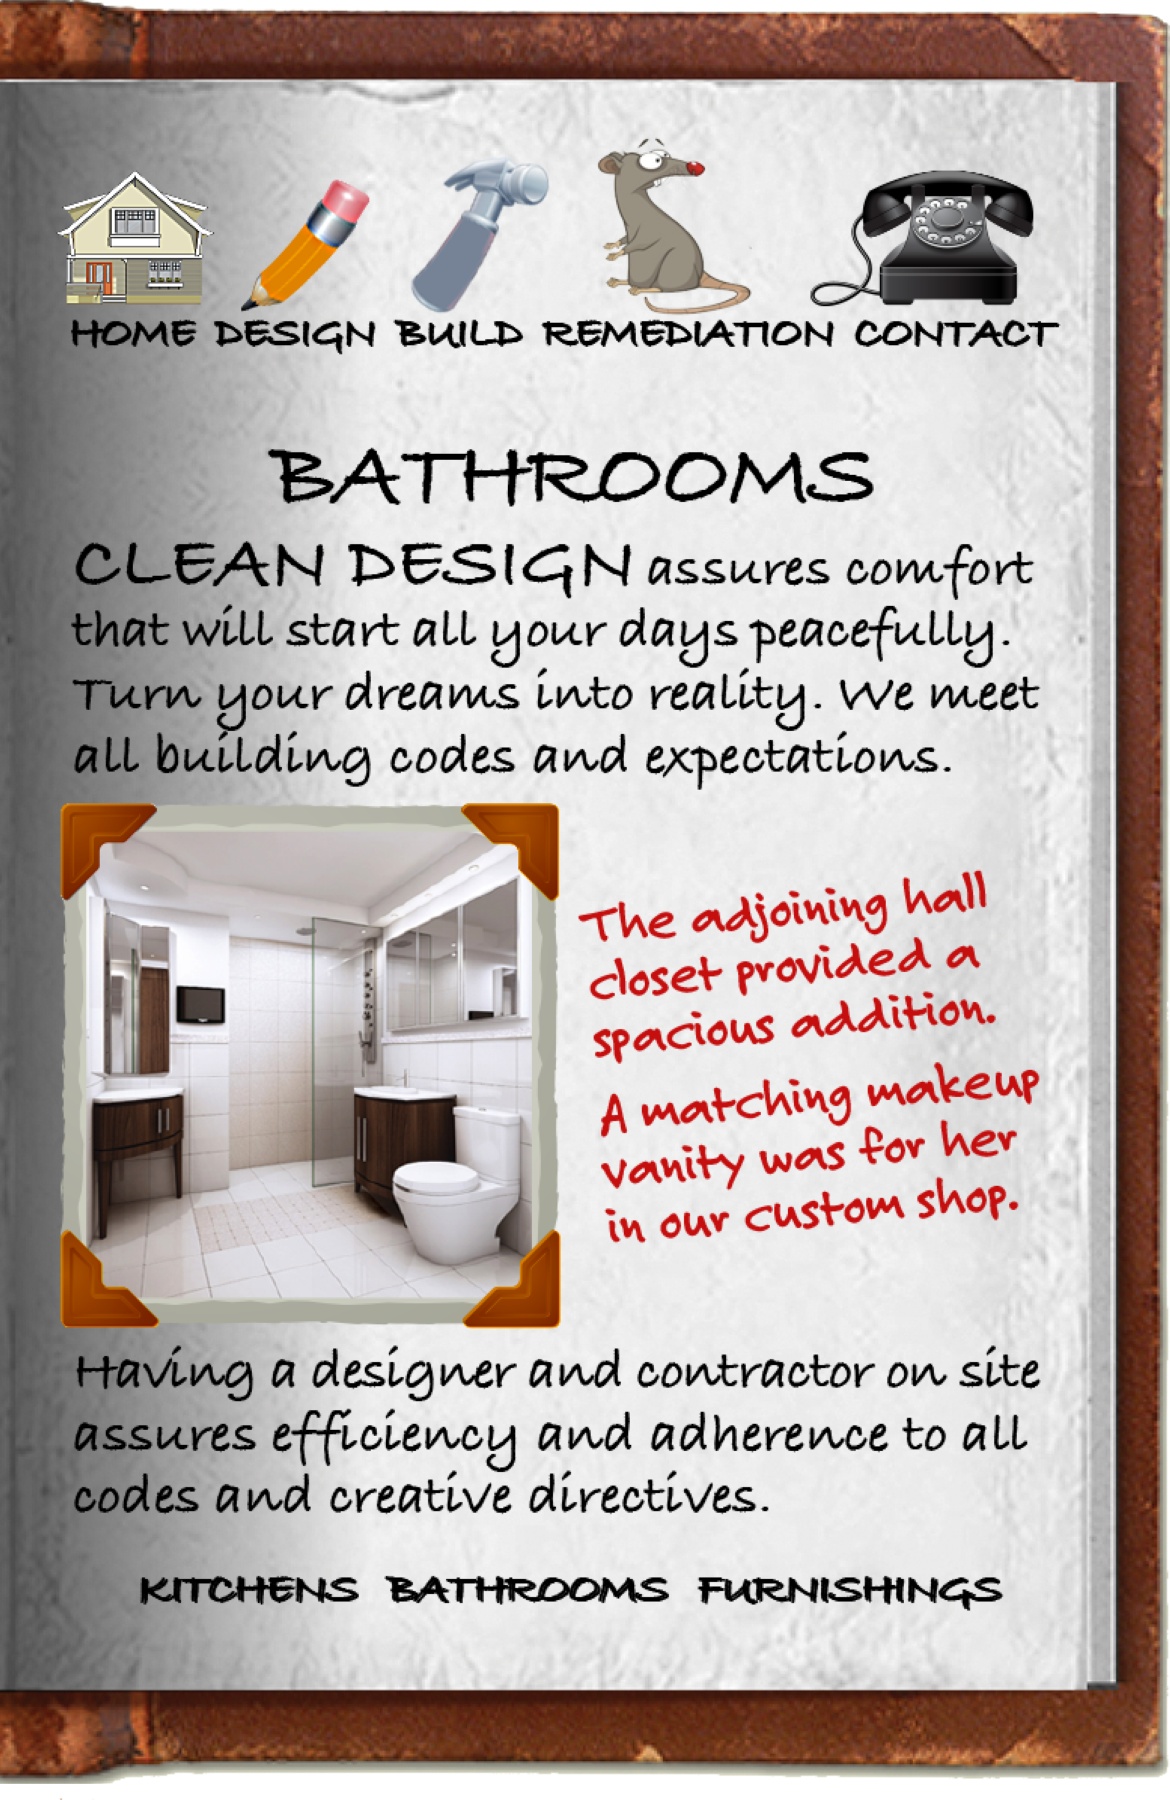 HOME DESIGN BUILD REMEDIATION CONTACT
BATHROOMS
CLEAN DESIGN assures comfort
that will start all your days peacefully.
Turn your dreams into reality. We meet
all building codes and expectations.
The adjoining hall
closet provided a
spacious addition.
A matching makeup
vanity was for her
in our custom shop.
Having a designer and contractor on site
assures efficiency and adherence to all
codes and creative directives.
KITCHENS BATHROOMS FURNISHINGS